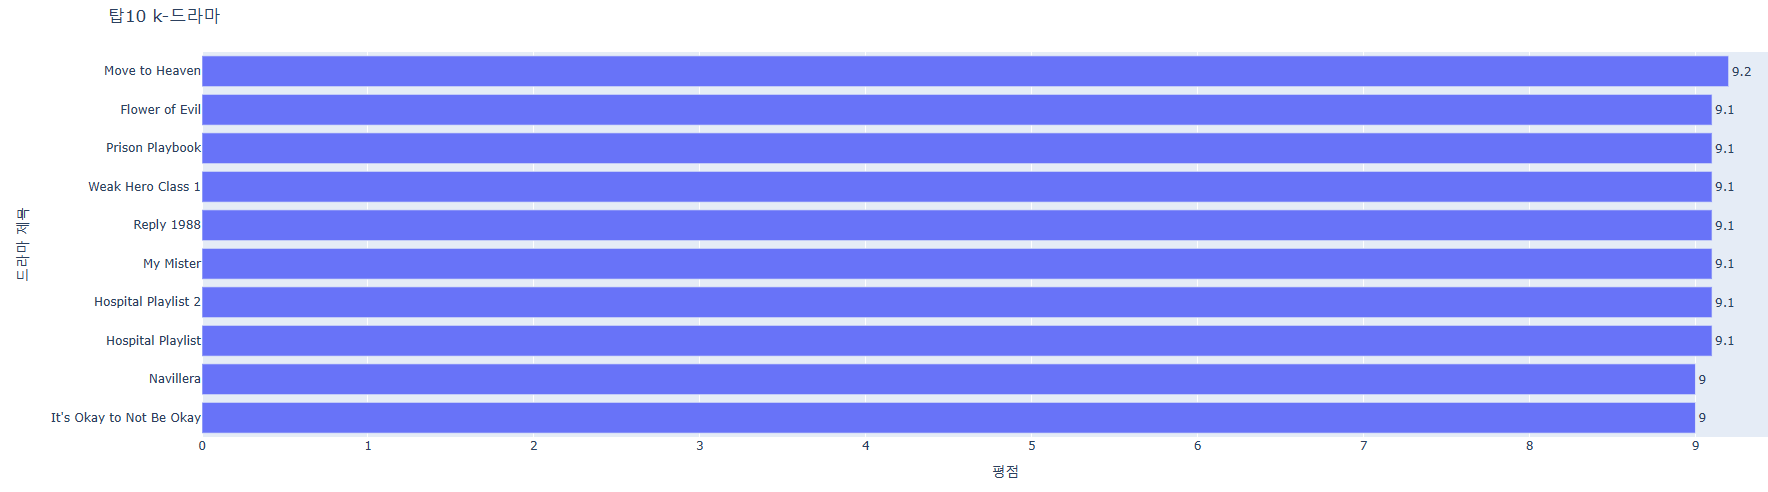 탑10 k-드라마
드라마 제목
Move to Heaven 9.2
Flower of Evil 9.1
Prison Playbook 9.1
Weak Hero Class 1 9.1
Reply 1988 9.1
My Mister 9.1
Hospital Playlist 2 9.1
Hospital Playlist 9.1
Navillera 9
It's Okay to Not Be Okay 9
0 1 2 3 4 5 6 7 8 9
평점